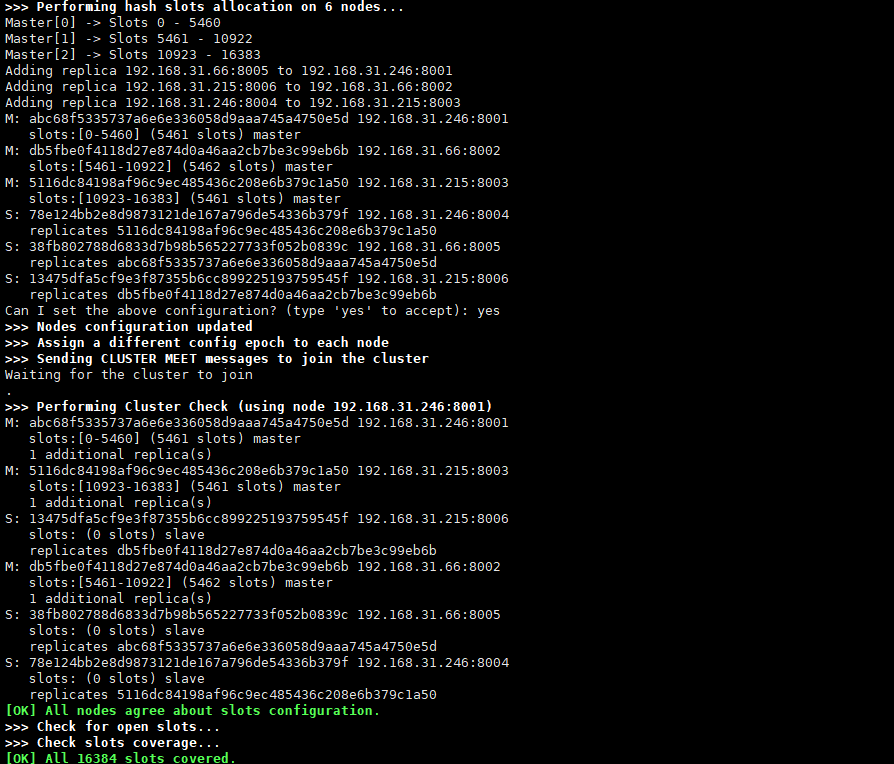 >>> Performing hash slots allocation on 6 nodes...
Master[0] -> Slots 0 - 5460
Master[1] -> Slots 5461 - 10922
Master[2] -> Slots 10923 - 16383
Adding replica 192.168.31.66:8005 to 192.168.31.246:8001
Adding replica 192.168.31.215:8006 to 192.168.31.66:8002
Adding replica 192.168.31.246:8004 to 192.168.31.215:8003
M: abc68f5335737a6e6e336058d9aaa745a4750e5d 192.168.31.246:8001
   slots:[0-5460] (5461 slots) master
M: db5fbe0f4118d27e874d0a46aa2cb7be3c99eb6b 192.168.31.66:8002
   slots:[5461-10922] (5462 slots) master
M: 5116dc84198af96c9ec485436c208e6b379c1a50 192.168.31.215:8003
   slots:[10923-16383] (5461 slots) master
S: 78e124bb2e8d9873121de167a796de54336b379f 192.168.31.246:8004
   replicates 5116dc84198af96c9ec485436c208e6b379c1a50
S: 38fb802788d6833d7b98b565227733f052b0839c 192.168.31.66:8005
   replicates abc68f5335737a6e6e336058d9aaa745a4750e5d
S: 13475dfa5cf9e3f87355b6cc899225193759545f 192.168.31.215:8006
   replicates db5fbe0f4118d27e874d0a46aa2cb7be3c99eb6b
Can I set the above configuration? (type 'yes' to accept): yes
>>> Nodes configuration updated
>>> Assign a different config epoch to each node
>>> Sending CLUSTER MEET messages to join the cluster
Waiting for the cluster to join
.
>>> Performing Cluster Check (using node 192.168.31.246:8001)
M: abc68f5335737a6e6e336058d9aaa745a4750e5d 192.168.31.246:8001
   slots:[0-5460] (5461 slots) master
   1 additional replica(s)
M: 5116dc84198af96c9ec485436c208e6b379c1a50 192.168.31.215:8003
   slots:[10923-16383] (5461 slots) master
   1 additional replica(s)
S: 13475dfa5cf9e3f87355b6cc899225193759545f 192.168.31.215:8006
   slots: (0 slots) slave
   replicates db5fbe0f4118d27e874d0a46aa2cb7be3c99eb6b
M: db5fbe0f4118d27e874d0a46aa2cb7be3c99eb6b 192.168.31.66:8002
   slots:[5461-10922] (5462 slots) master
   1 additional replica(s)
S: 38fb802788d6833d7b98b565227733f052b0839c 192.168.31.66:8005
   slots: (0 slots) slave
   replicates abc68f5335737a6e6e336058d9aaa745a4750e5d
S: 78e124bb2e8d9873121de167a796de54336b379f 192.168.31.246:8004
   slots: (0 slots) slave
   replicates 5116dc84198af96c9ec485436c208e6b379c1a50
[OK] All nodes agree about slots configuration.
>>> Check for open slots...
>>> Check slots coverage...
[OK] All 16384 slots covered.